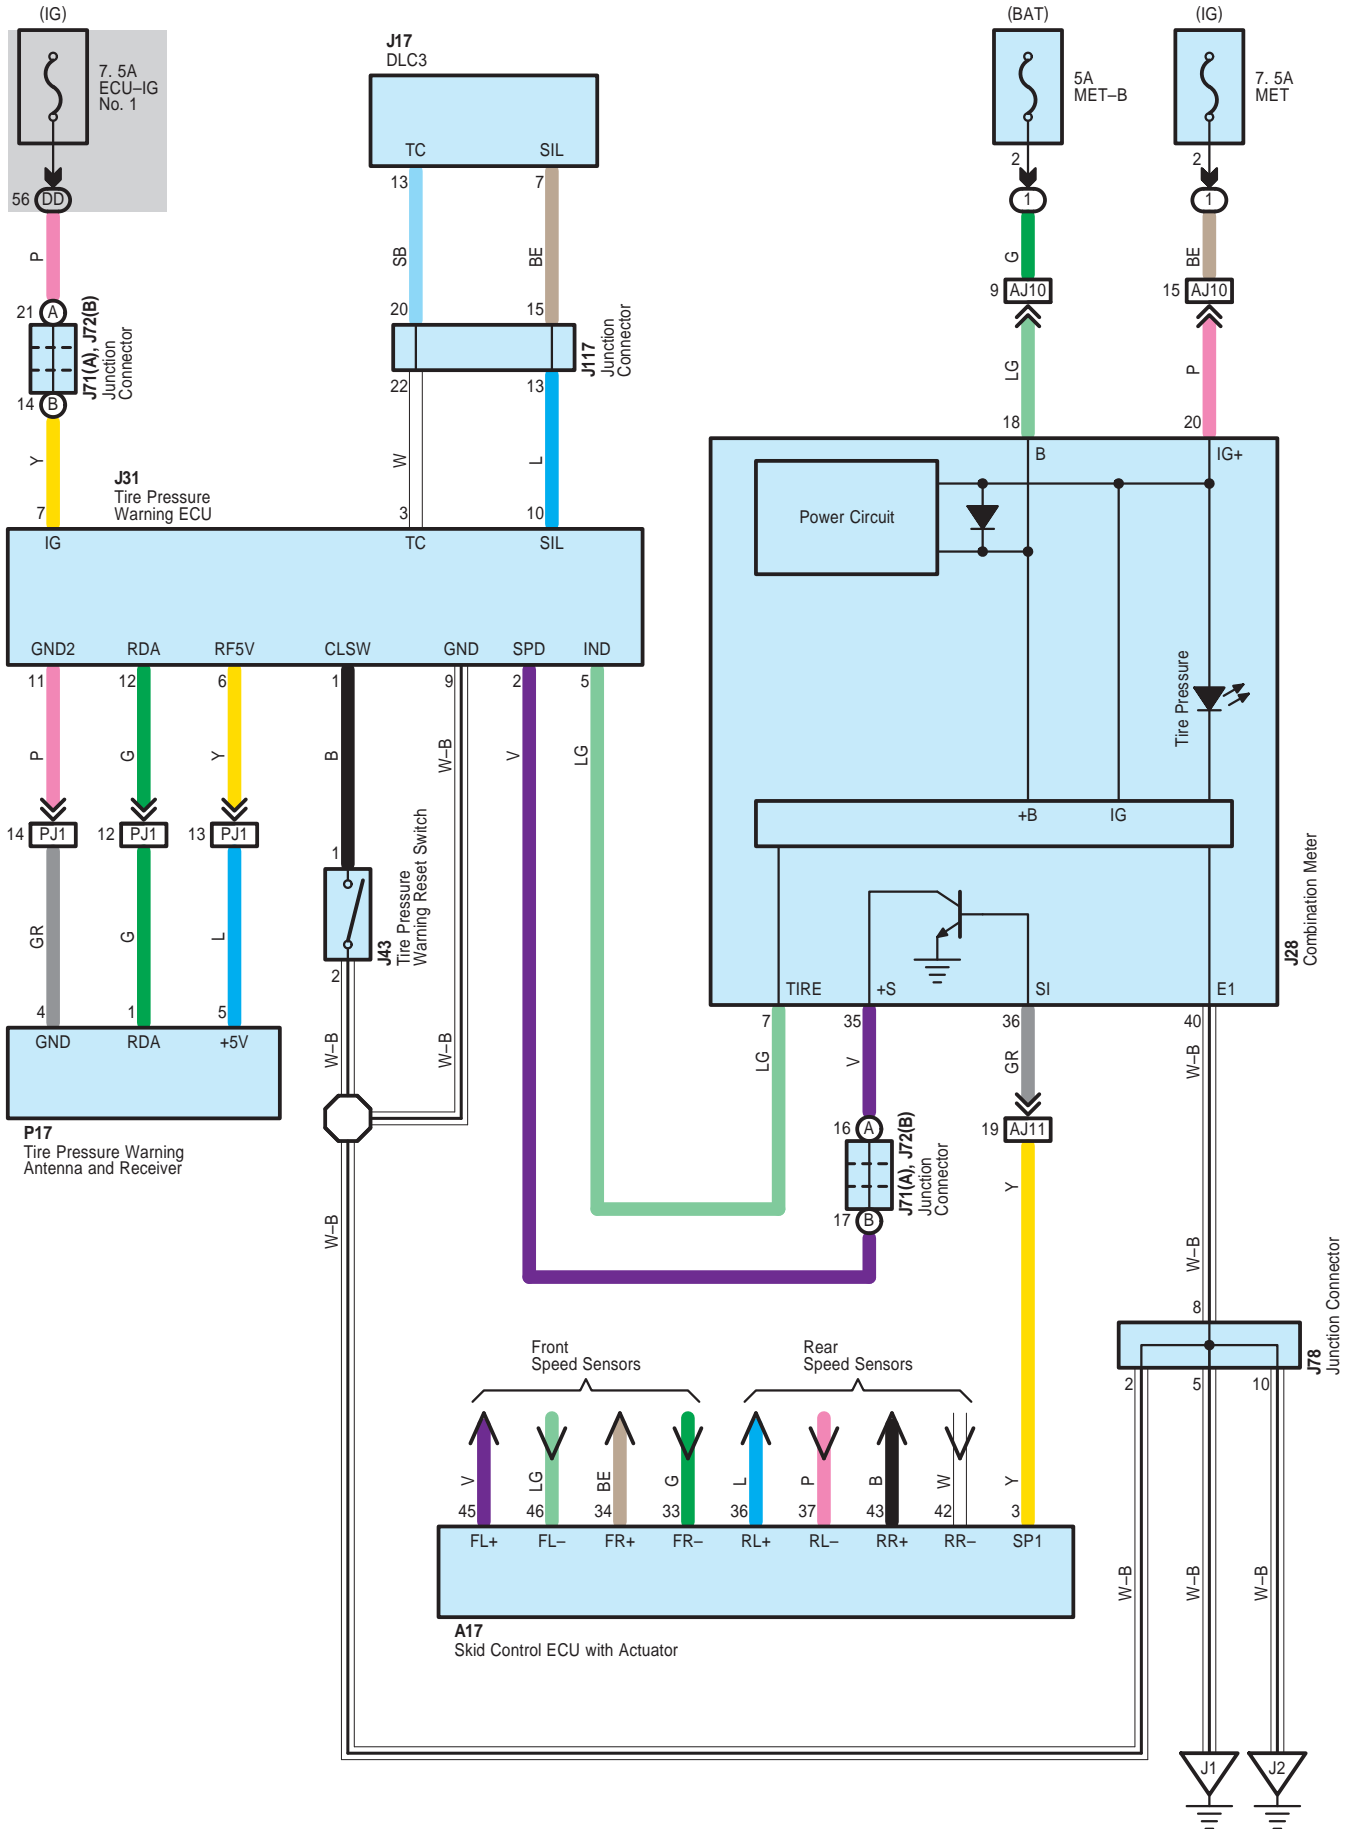 (IG)
7. 5A
ECU–IG
No. 1
56 DD
P
21 A
J71(A), J72(B)
Junction
Connector
14 B
Y
J17
DLC3
TC SIL
13 7
SB BE
20 15
J117
Junction
Connector
22 13
W L
(BAT) (IG)
5A
MET–B
7. 5A
MET
2 2
1 1
G BE
9 AJ10 15 AJ10
LG P
18 20
J31
Tire Pressure
Warning ECU
7 3 10
IG TC SIL
GND2 RDA RF5V CLSW GND SPD IND
11 12 6 1 9 2 5
P G Y B W–B V LG
14 PJ1 12 PJ1 13 PJ1
GR G L
4 1 5
GND RDA +5V
P17
Tire Pressure Warning
Antenna and Receiver
1
J43
Tire Pressure
Warning Reset Switch
2
W–B W–B
W–B
B IG+
Power Circuit
Tire Pressure
+B IG
TIRE +S SI E1
J28
Combination Meter
7 35 36 40
LG V GR W–B
16 A
J71(A), J72(B)
Junction
Connector
17 B
19 AJ11
Y
W–B
8
J78
Junction Connector
2 5 10
W–B W–B W–B
Front
Speed Sensors
Rear
Speed Sensors
V LG BE G L P B W Y
45 46 34 33 36 37 43 42 3
FL+ FL– FR+ FR– RL+ RL– RR+ RR– SP1
A17
Skid Control ECU with Actuator
J1 J2